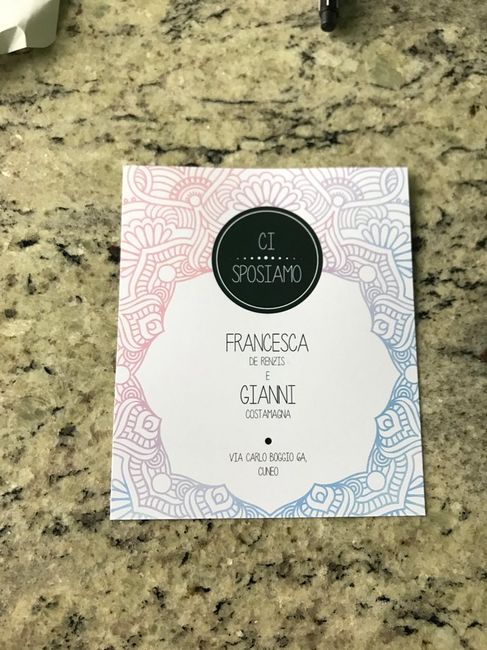 CI
SPOSIAMO
FRANCESCA
DE RENZIS
E
GIANNI
COSTAMAGNA
VIA CARLO BOGGIO 6A,
CUNEO